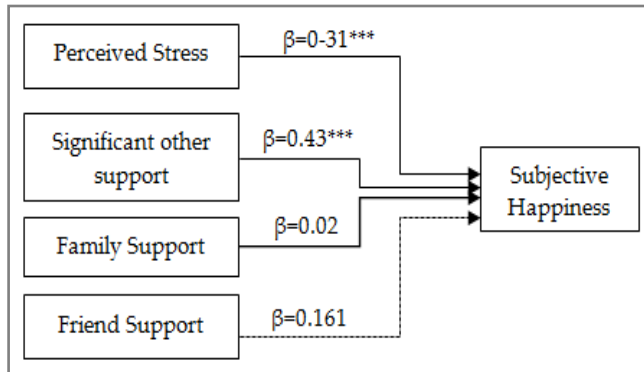 Perceived Stress
β=0-31***
Significant other
support
β=0.43***
Subjective
Happiness
Family Support
β=0.02
Friend Support
β=0.161